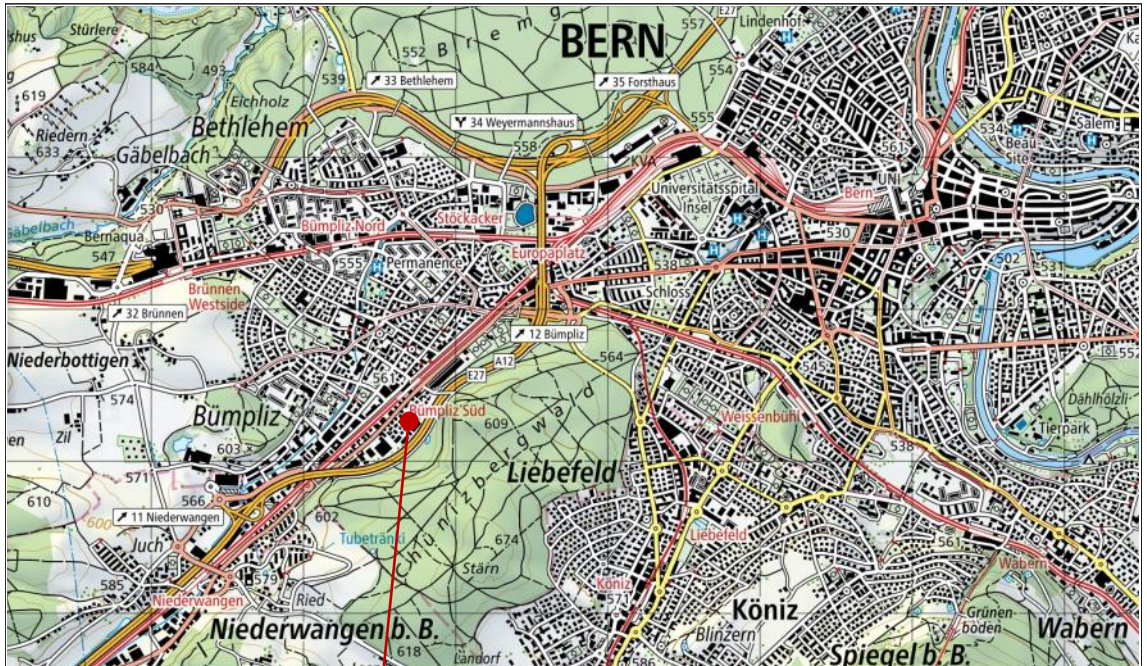 Stürlere
584
493
552
Bremg
BERN
557
E27
Lindenhof
619
539
33 Bethlehem
35 Forsthaus
554
Eichholz
Bethlehem
34 Weyermannshaus
555
Riedern
633
Gäbelbach
558
KVA
561
534
Salem
Beau-
Site
UNI
Universitätsspital
Insel
Bern
530
Stöckacker
Bümpliz Nord
Gäbelbach
Bernaqua
547
555
Permanence
Europaplatz
538
530
502
531
Brünnen
Westside
Schloss
32 Brünnen
12 Bümpliz
Niederbottigen
561
A12
E27
564
545
574
Bümpliz
Bümpliz Süd
609
Weissenbühl
Dählhölzli
Zil
603
Tierpark
538
571
Liebefeld
610
566
600
11 Niederwangen
602
Könizbergwald
Tubetränki
674
Liebefeld
561
Juch
Stärn
Wabern
585
579
Köniz
571
Niederwangen
Ried
Köniz
Grünen-
boden
Niederwangen b. B.
Blinzern
Wabern
618
Landorf
586
Spiegel b. B.